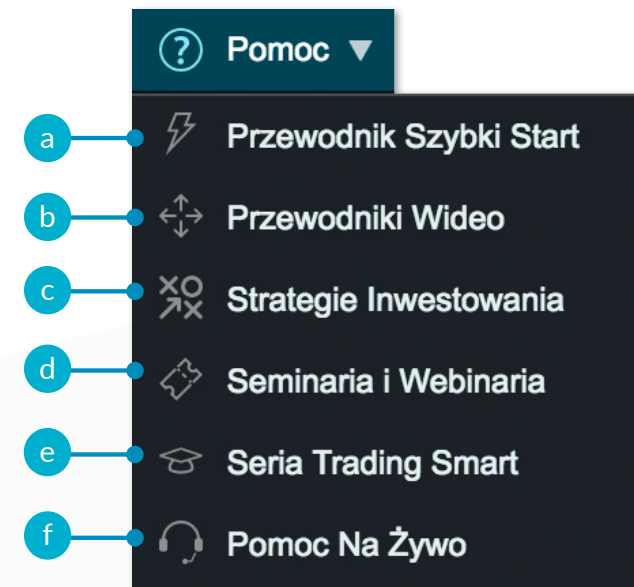 ? Pomoc ▼
a Przewodnik Szybki Start
b Przewodniki Wideo
c Strategie Inwestowania
d Seminaria i Webinaria
e Seria Trading Smart
f Pomoc Na Żywo